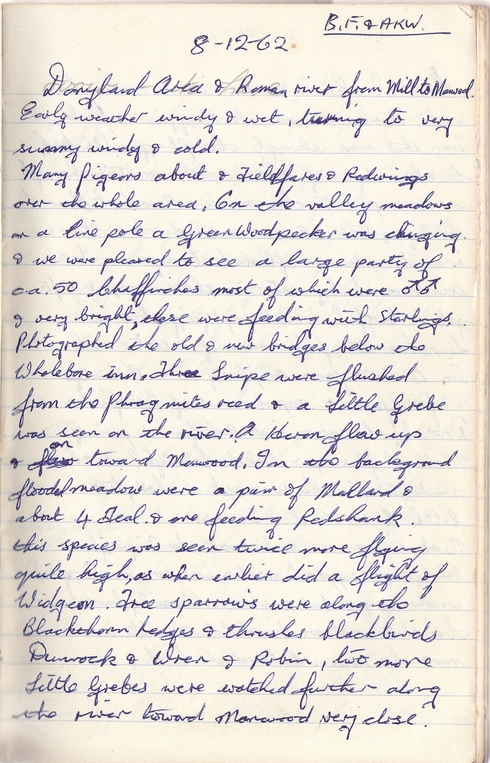 B.F. & AKW.
8-12-62.
Donyland Area & Roman river from Mill to Manwood.
Early weather windy & wet, turning to very
sunny windy & cold.
Many Pigeons about & Fieldfares & Redwings
over the whole area, On the valley meadows
on a line pole a Green Woodpecker was clinging.
& we were pleased to see a large party of
ca. 50 Chaffinches most of which were ♂♂
& very bright, these were feeding with Starlings.
Photographed the old & new bridges below the
Whalebone inn. Three Snipe were flushed
from the Phragmites reed & a Little Grebe
was seen on the river. A Heron flew up
& on toward Manwood. In the background
flooded meadow were a pair of Mallard &
about 4 Teal. & one feeding Redshank.
this species was seen twice more flying
quite high, as when earlier did a flight of
Widgeon. Tree sparrows were along the
Blackthorn hedges & thrushes blackbirds
Dunnock & Wren & Robin, two more
Little Grebes were watched further along
the river toward Manwood very close.